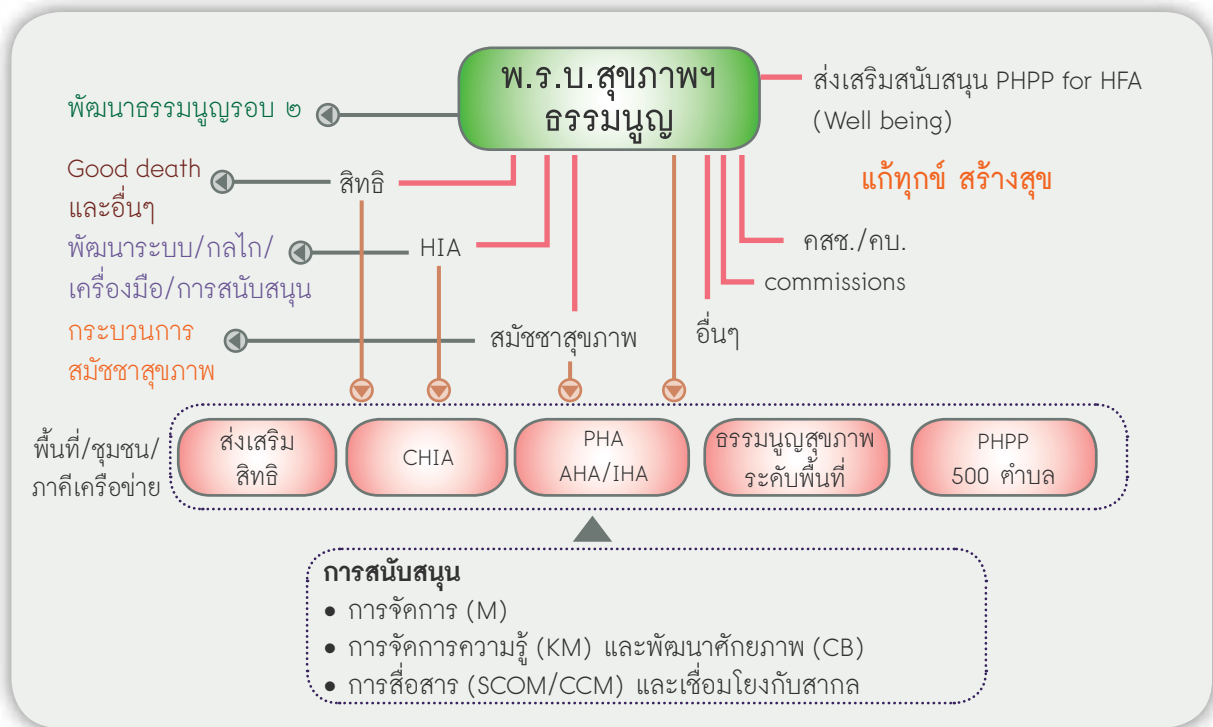 พ.ร.บ.สุขภาพฯ
ธรรมนูญ
ส่งเสริมสนับสนุน PHPP for HFA
(Well being)
แก้ทุกข์ สร้างสุข
พัฒนาธรรมนูญรอบ ๒
Good death
และอื่นๆ
สิทธิ
พัฒนาระบบ/กลไก/
เครื่องมือ/การสนับสนุน
HIA
คสช./คบ.
commissions
กระบวนการ
สมัชชาสุขภาพ
สมัชชาสุขภาพ
อื่นๆ
พื้นที่/ชุมชน/
ภาคีเครือข่าย
ส่งเสริม
สิทธิ
CHIA
PHA
AHA/IHA
ธรรมนูญสุขภาพ
ระดับพื้นที่
PHPP
500 ตำบล
การสนับสนุน
• การจัดการ (M)
• การจัดการความรู้ (KM) และพัฒนาศักยภาพ (CB)
• การสื่อสาร (SCOM/CCM) และเชื่อมโยงกับสากล